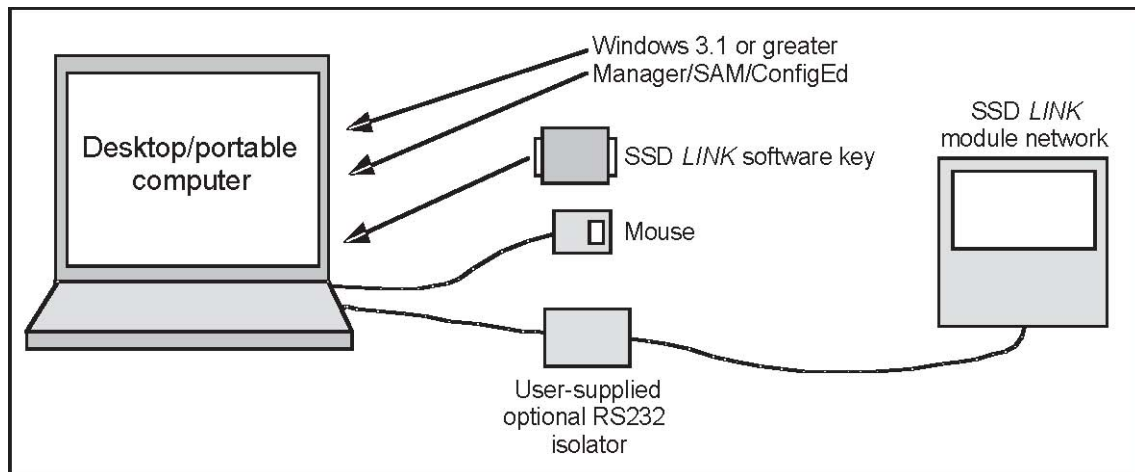 Windows 3.1 or greater
Manager/SAM/ConfigEd
Desktop/portable
computer
SSD LINK software key
Mouse
SSD LINK
module network
User-supplied
optional RS232
isolator